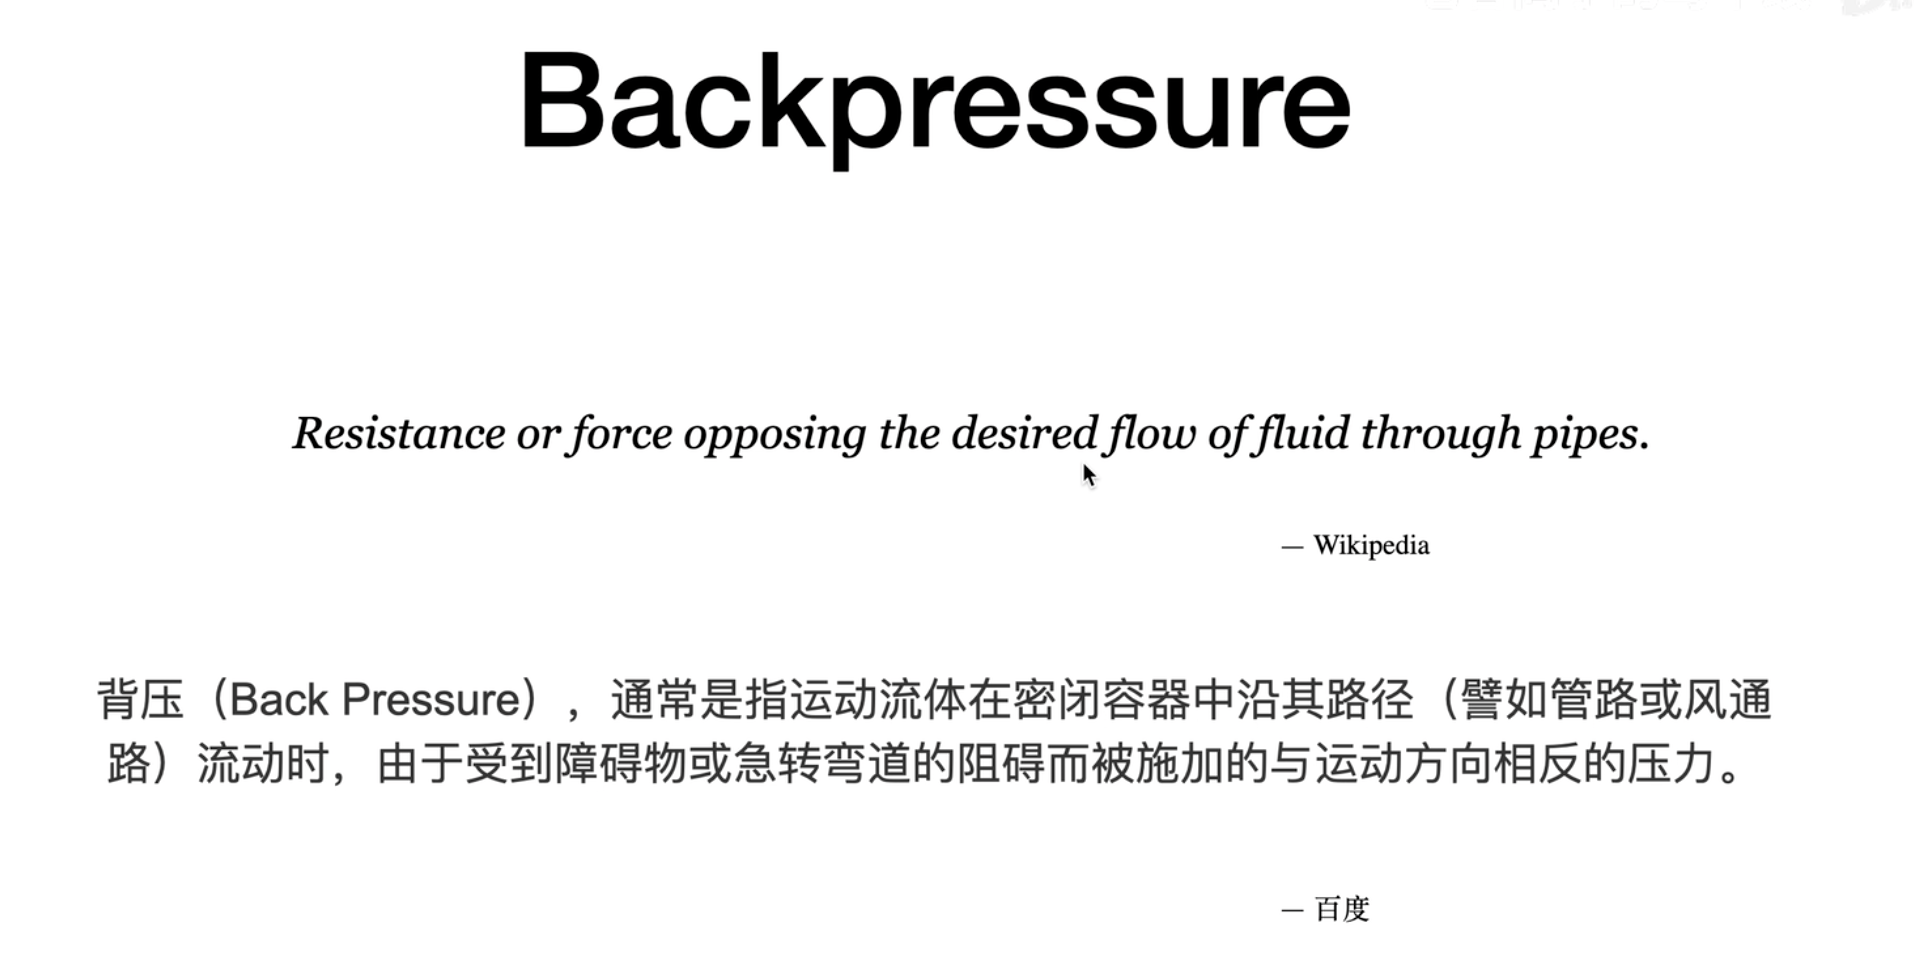 Backpressure
Resistance or force opposing the desired flow of fluid through pipes.
— Wikipedia
背压（Back Pressure），通常是指运动流体在密闭容器中沿其路径（譬如管路或风通
路）流动时，由于受到障碍物或急转弯道的阻碍而被施加的与运动方向相反的压力。
— 百度